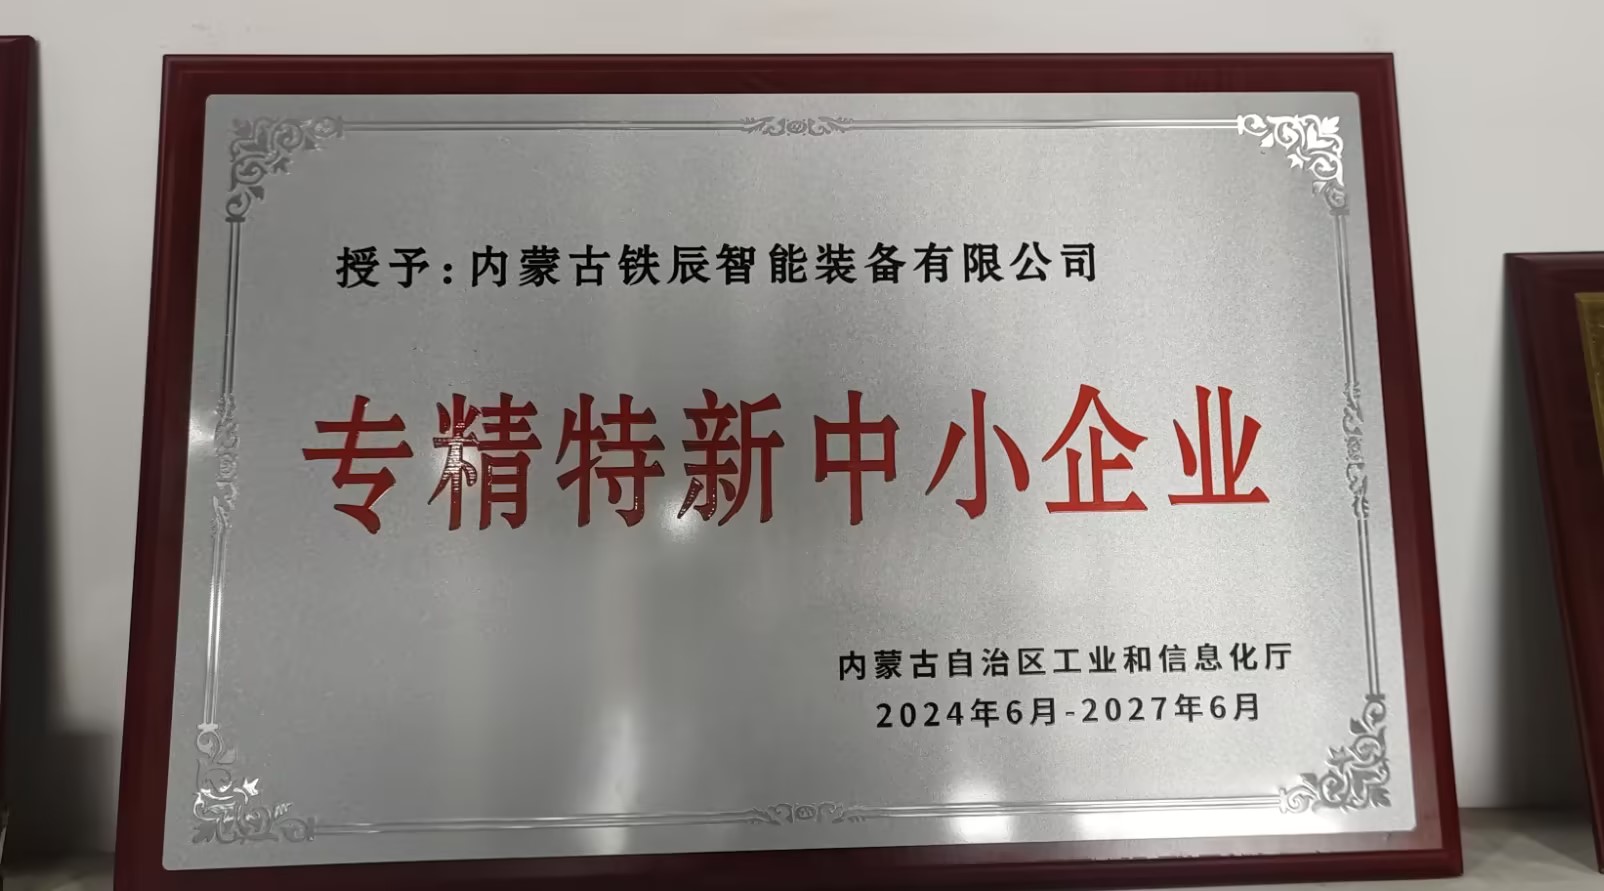 授予:内蒙古铁辰智能装备有限公司
专精特新中小企业
内蒙古自治区工业和信息化厅
2024年6月-2027年6月